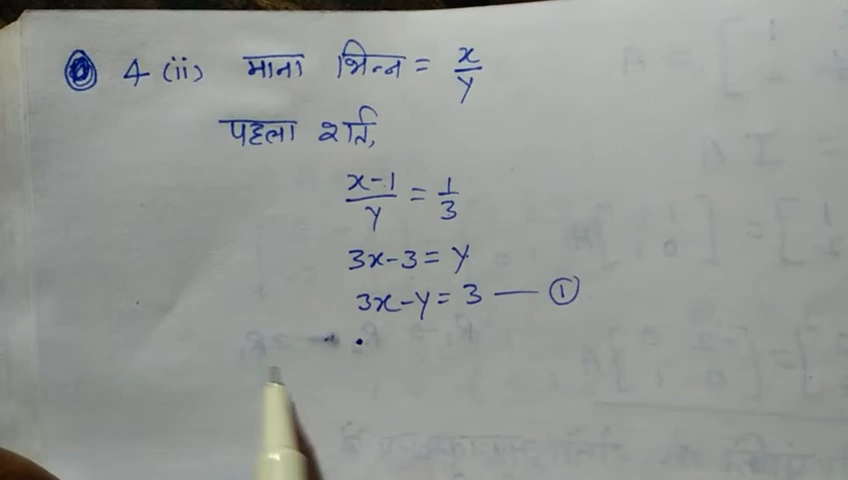 4 (ii) माना भिन्न = x/y
पहला शर्त,
x-1/y = 1/3
3x-3 = y
3x-y = 3 — ①